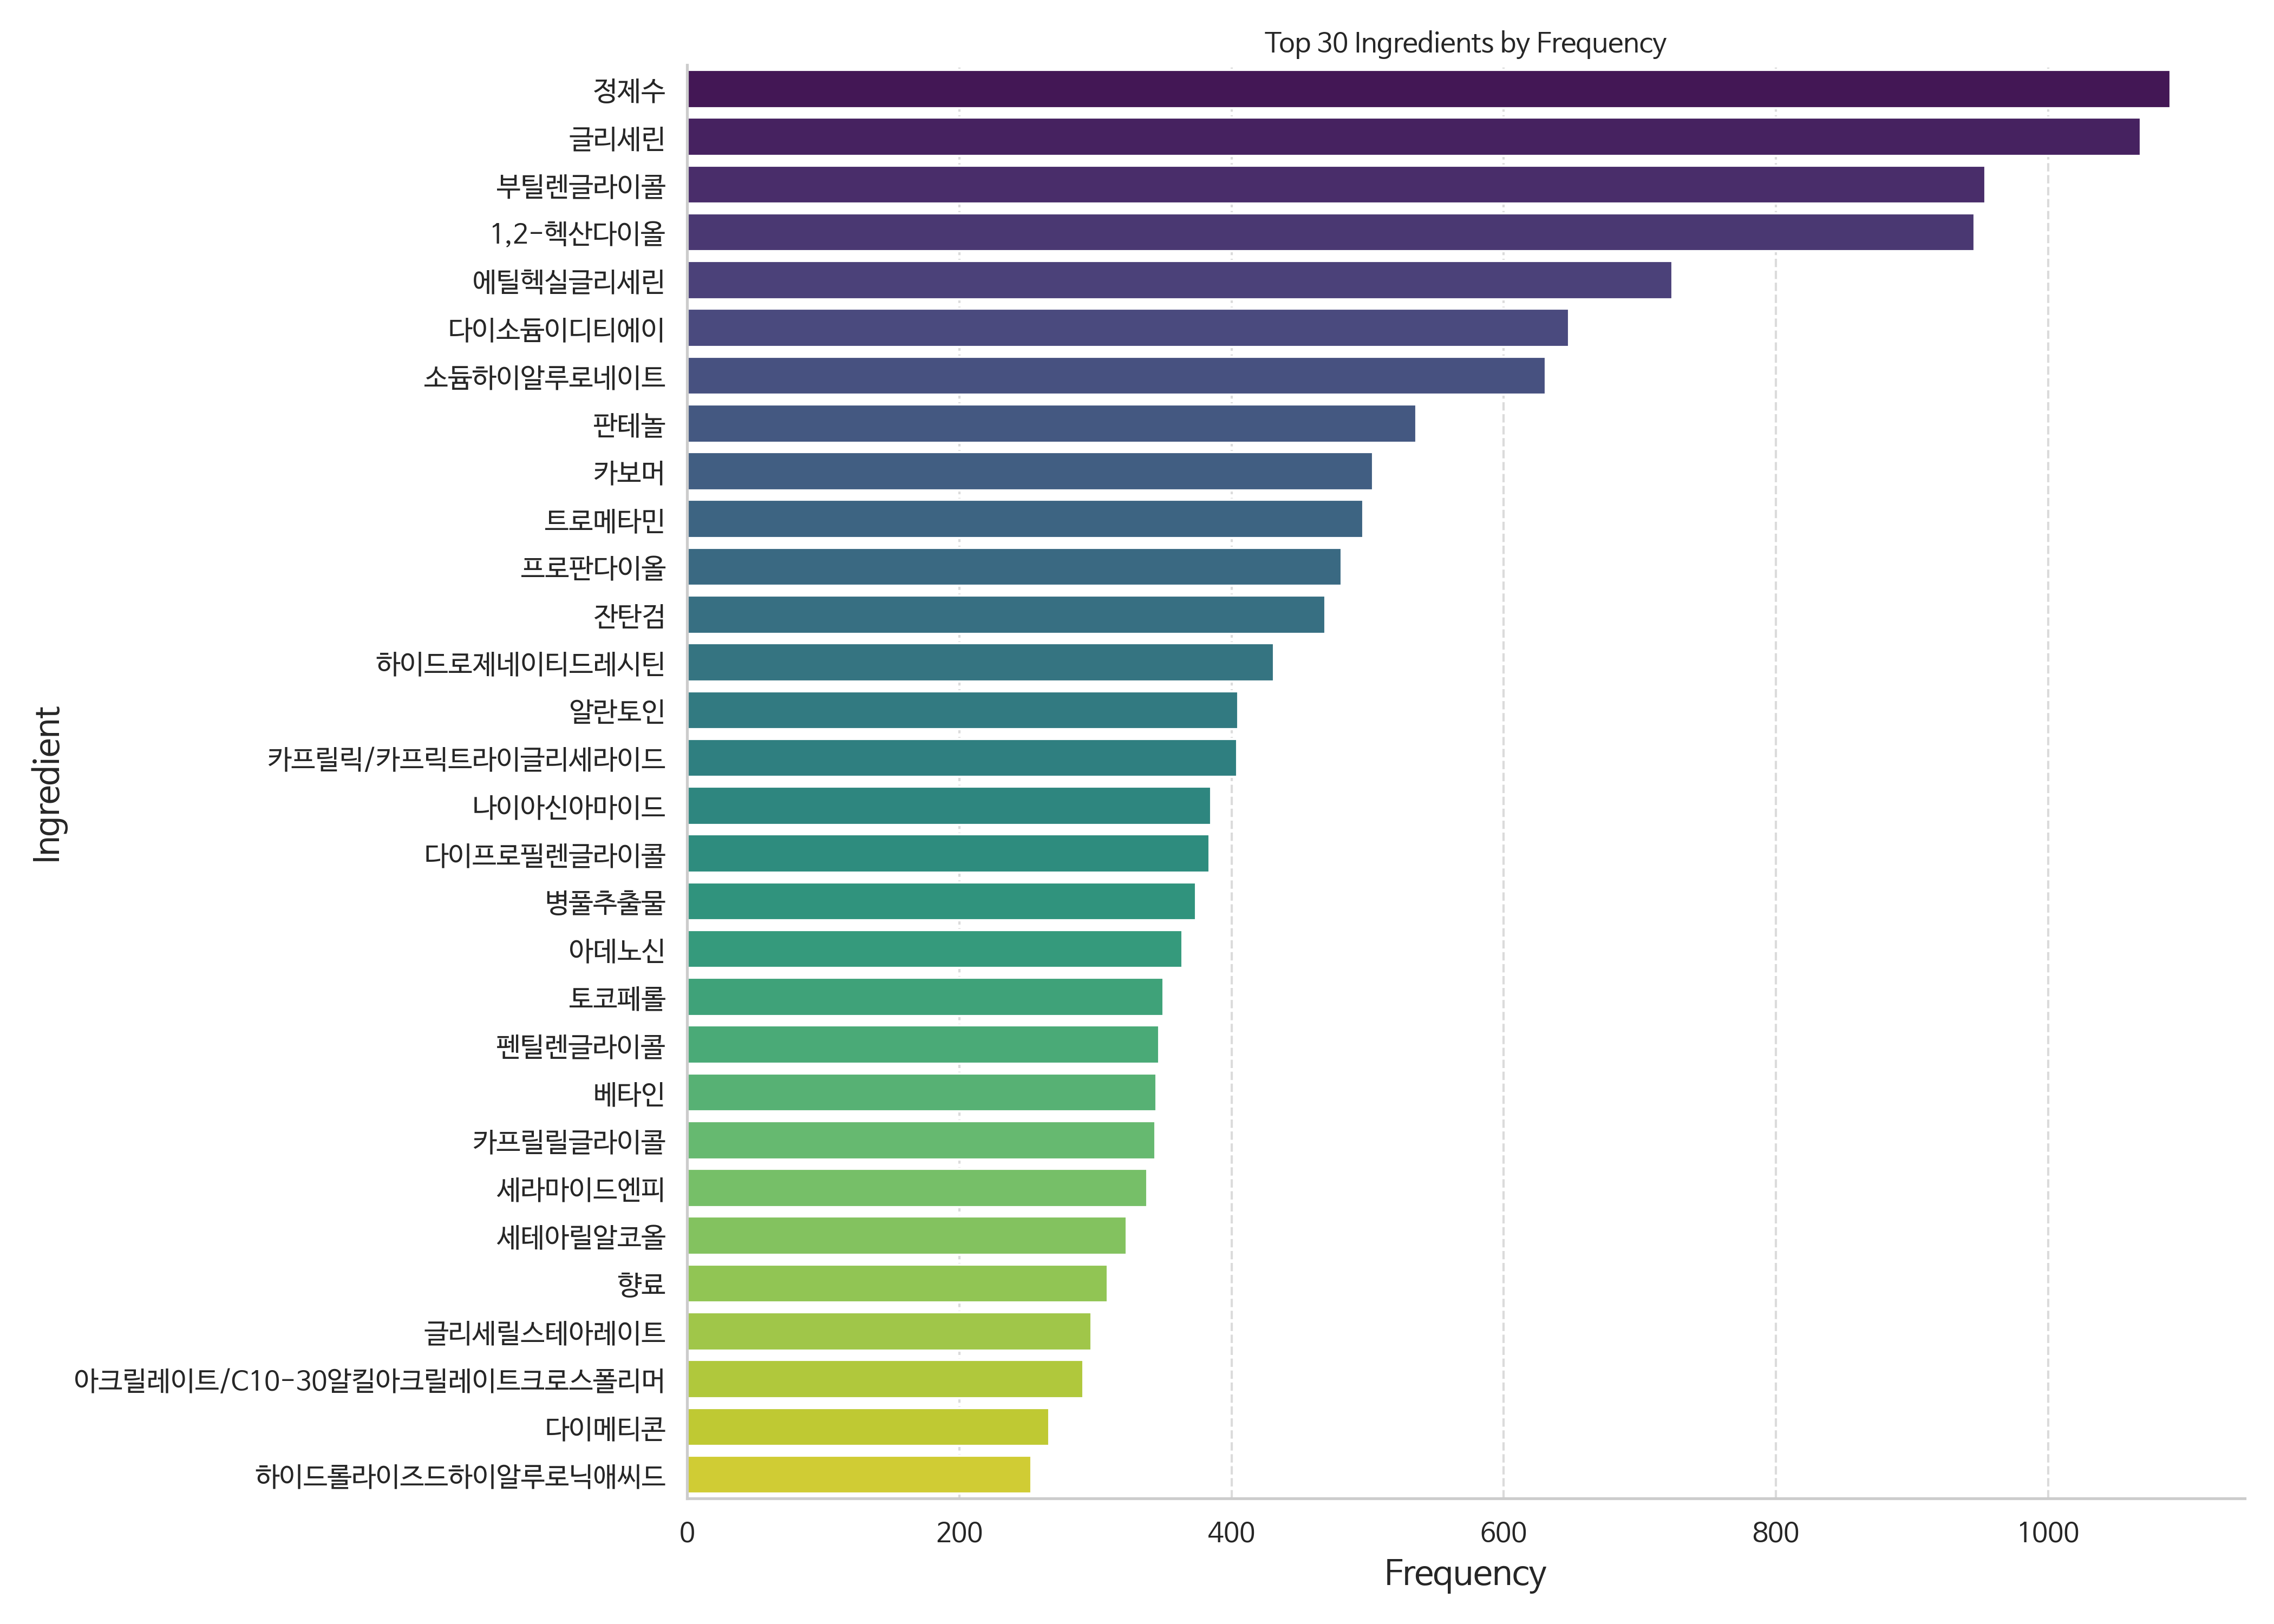 Top 30 Ingredients by Frequency
정제수
글리세린
부틸렌글라이콜
1,2-헥산다이올
에틸헥실글리세린
다이소듐이디티에이
소듐하이알루로네이트
판테놀
카보머
트로메타민
프로판다이올
잔탄검
하이드로제네이티드레시틴
알란토인
카프릴릭/카프릭트라이글리세라이드
나이아신아마이드
다이프로필렌글라이콜
병풀추출물
아데노신
토코페롤
펜틸렌글라이콜
베타인
카프릴릴글라이콜
세라마이드엔피
세테아릴알코올
향료
글리세릴스테아레이트
아크릴레이트/C10-30알킬아크릴레이트크로스폴리머
다이메티콘
하이드롤라이즈드하이알루로닉애씨드
Ingredient
0 200 400 600 800 1000
Frequency